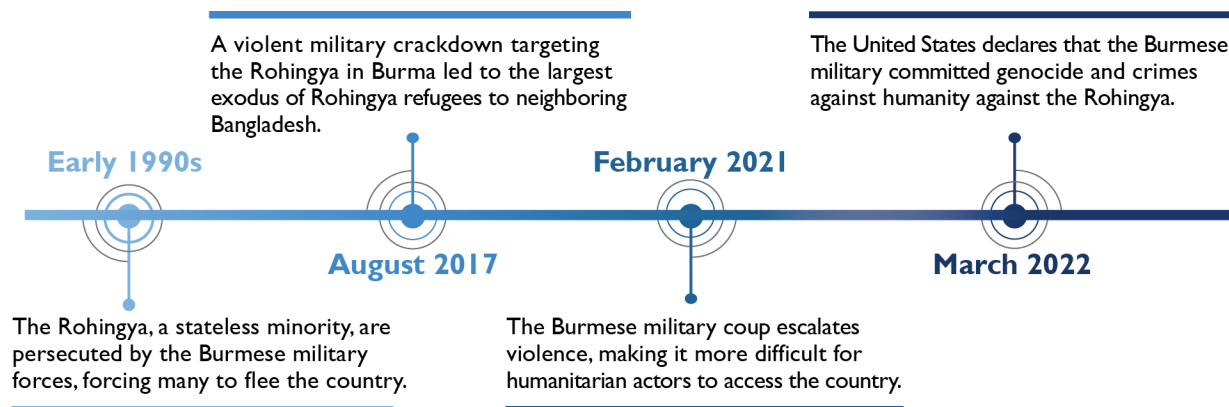 Early 1990s
The Rohingya, a stateless minority, are
persecuted by the Burmese military
forces, forcing many to flee the country.
A violent military crackdown targeting
the Rohingya in Burma led to the largest
exodus of Rohingya refugees to neighboring
Bangladesh.
August 2017
February 2021
The Burmese military coup escalates
violence, making it more difficult for
humanitarian actors to access the country.
The United States declares that the Burmese
military committed genocide and crimes
against humanity against the Rohingya.
March 2022